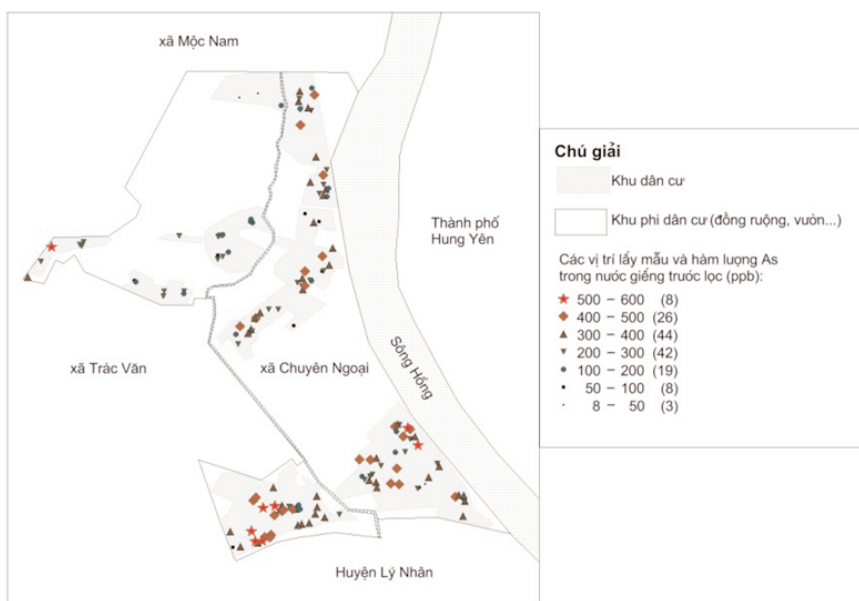 xã Mộc Nam
Thành phố
Hung Yên
Sông Hồng
xã Trác Văn
xã Chuyên Ngoại
Huyện Lý Nhân
Chú giải
Khu dân cư
Khu phi dân cư (đồng ruộng, vườn...)
Các vị trí lấy mẫu và hàm lượng As
trong nước giếng trước lọc (ppb):
500 – 600 (8)
400 – 500 (26)
300 – 400 (44)
200 – 300 (42)
100 – 200 (19)
50 – 100 (8)
8 – 50 (3)